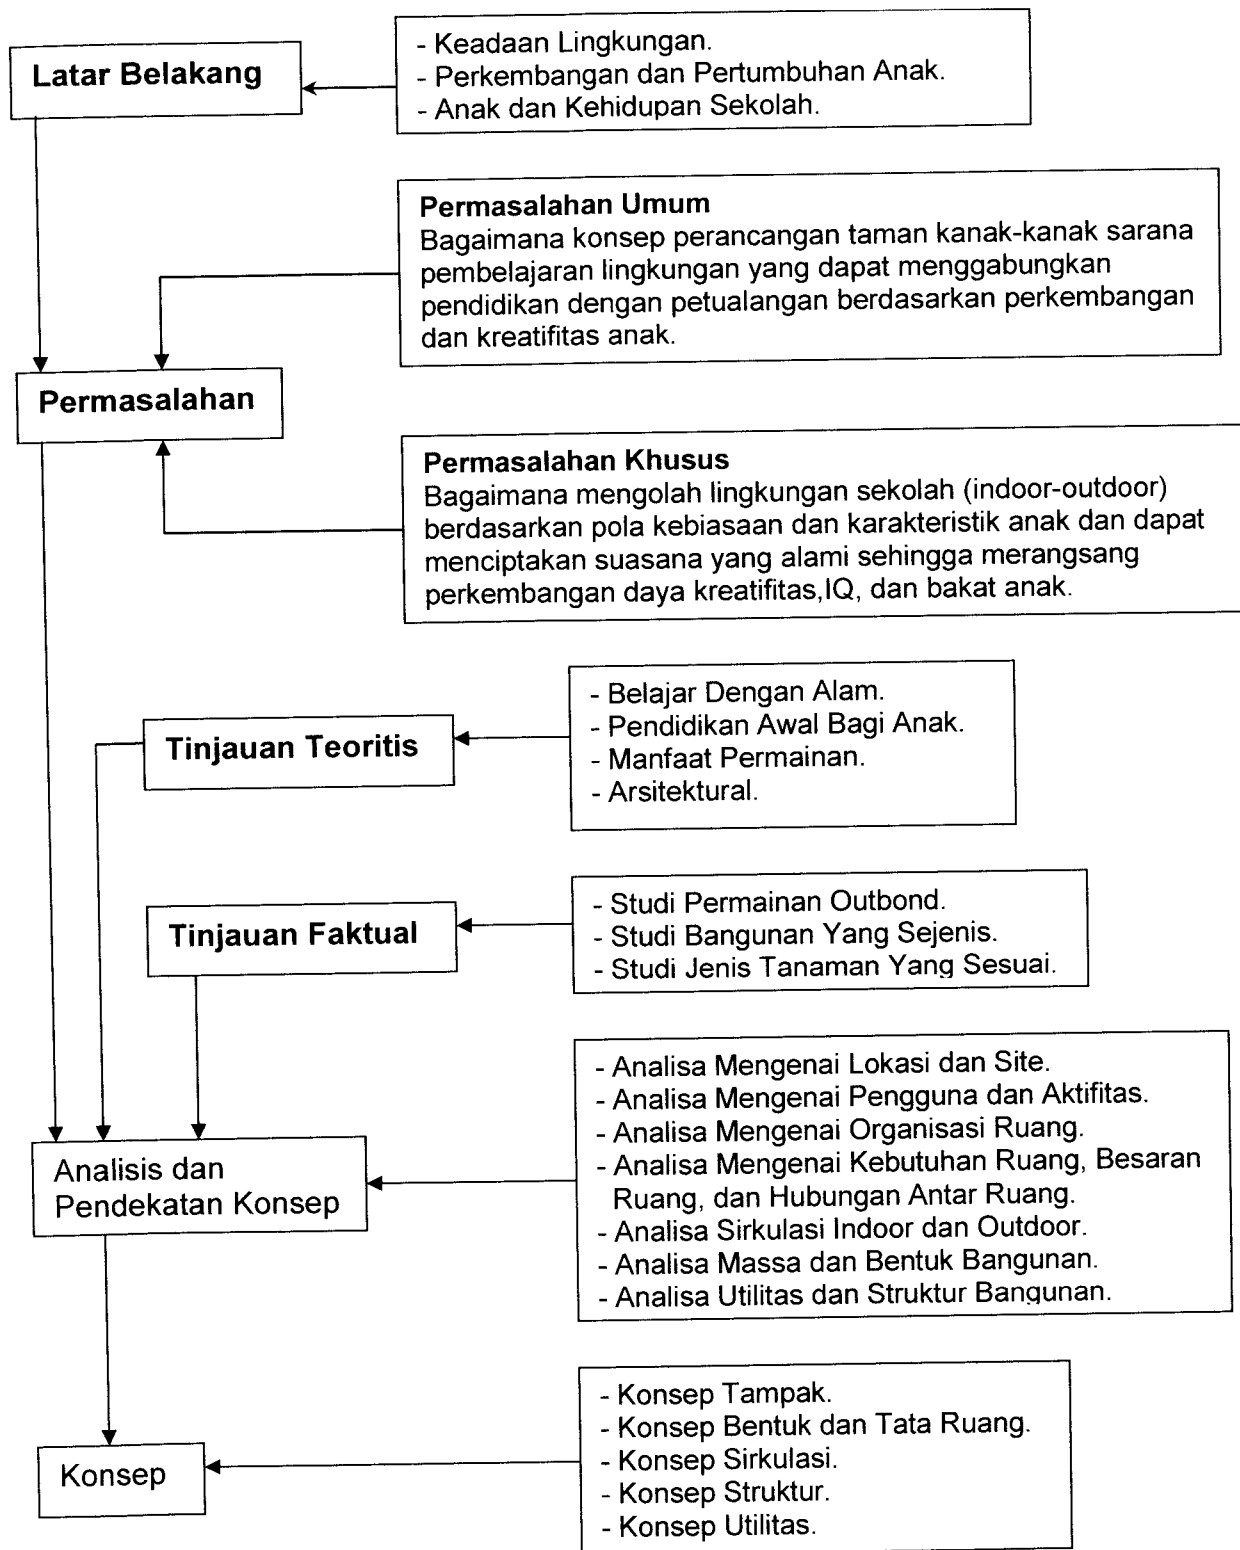 Latar Belakang
- Keadaan Lingkungan.
- Perkembangan dan Pertumbuhan Anak.
- Anak dan Kehidupan Sekolah.
Permasalahan Umum
Bagaimana konsep perancangan taman kanak-kanak sarana
pembelajaran lingkungan yang dapat menggabungkan
pendidikan dengan petualangan berdasarkan perkembangan
dan kreatifitas anak.
Permasalahan
Permasalahan Khusus
Bagaimana mengolah lingkungan sekolah (indoor-outdoor)
berdasarkan pola kebiasaan dan karakteristik anak dan dapat
menciptakan suasana yang alami sehingga merangsang
perkembangan daya kreatifitas,IQ, dan bakat anak.
Tinjauan Teoritis
- Belajar Dengan Alam.
- Pendidikan Awal Bagi Anak.
- Manfaat Permainan.
- Arsitektural.
Tinjauan Faktual
- Studi Permainan Outbond.
- Studi Bangunan Yang Sejenis.
- Studi Jenis Tanaman Yang Sesuai.
Analisis dan
Pendekatan Konsep
- Analisa Mengenai Lokasi dan Site.
- Analisa Mengenai Pengguna dan Aktifitas.
- Analisa Mengenai Organisasi Ruang.
- Analisa Mengenai Kebutuhan Ruang, Besaran
Ruang, dan Hubungan Antar Ruang.
- Analisa Sirkulasi Indoor dan Outdoor.
- Analisa Massa dan Bentuk Bangunan.
- Analisa Utilitas dan Struktur Bangunan.
Konsep
- Konsep Tampak.
- Konsep Bentuk dan Tata Ruang.
- Konsep Sirkulasi.
- Konsep Struktur.
- Konsep Utilitas.